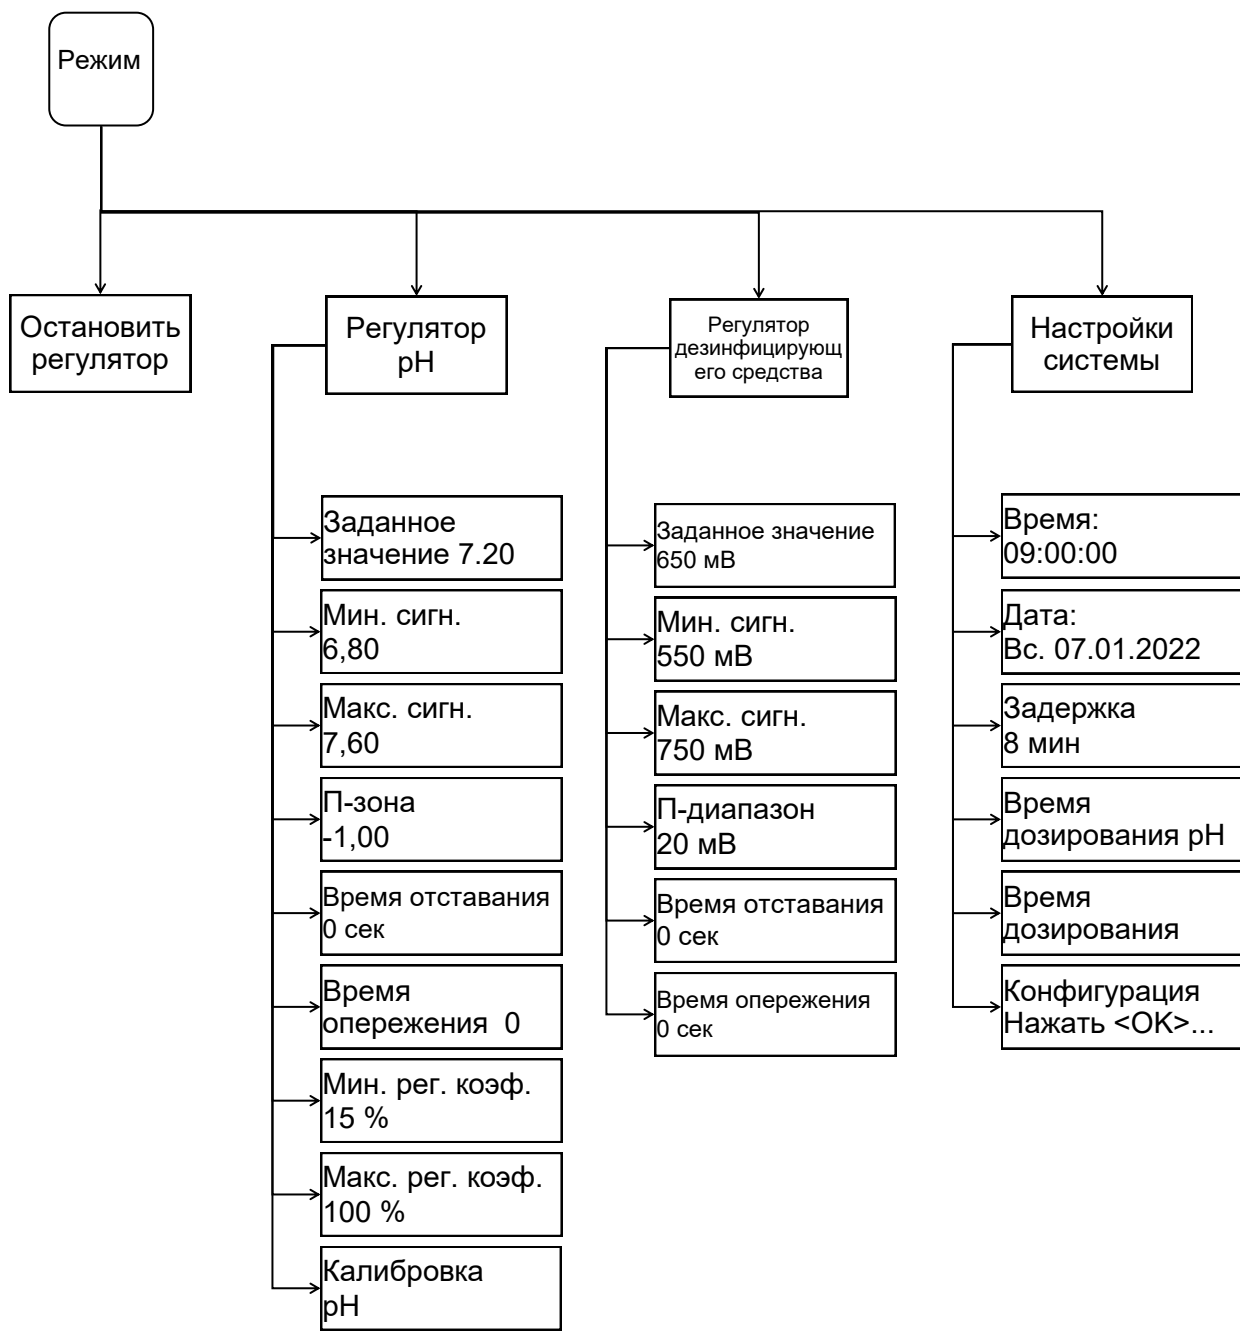 Режим
Остановить
регулятор
Регулятор
pH
Заданное
значение 7.20
Мин. сигн.
6,80
Макс. сигн.
7,60
П-зона
-1,00
Время отставания
0 сек
Время
опережения 0
Мин. рег. коэф.
15 %
Макс. рег. коэф.
100 %
Калибровка
pH
Регулятор
дезинфицирующ
его средства
Заданное значение
650 мВ
Мин. сигн.
550 мВ
Макс. сигн.
750 мВ
П-диапазон
20 мВ
Время отставания
0 сек
Время опережения
0 сек
Настройки
системы
Время:
09:00:00
Дата:
Вс. 07.01.2022
Задержка
8 мин
Время
дозирования pH
Время
дозирования
Конфигурация
Нажать <OK>...